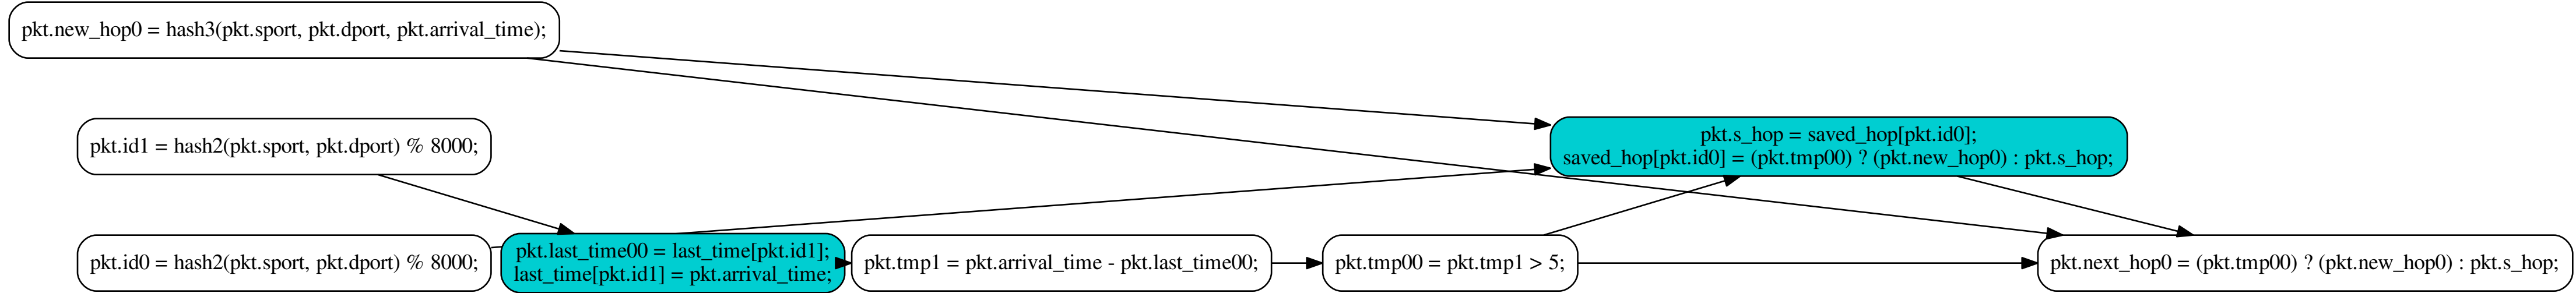 pkt.new_hop0 = hash3(pkt.sport, pkt.dport, pkt.arrival_time);
pkt.id1 = hash2(pkt.sport, pkt.dport) % 8000;
pkt.s_hop = saved_hop[pkt.id0];
saved_hop[pkt.id0] = (pkt.tmp00) ? (pkt.new_hop0) : pkt.s_hop;
pkt.id0 = hash2(pkt.sport, pkt.dport) % 8000;
pkt.last_time00 = last_time[pkt.id1];
last_time[pkt.id1] = pkt.arrival_time;
pkt.tmp1 = pkt.arrival_time - pkt.last_time00;
pkt.tmp00 = pkt.tmp1 > 5;
pkt.next_hop0 = (pkt.tmp00) ? (pkt.new_hop0) : pkt.s_hop;